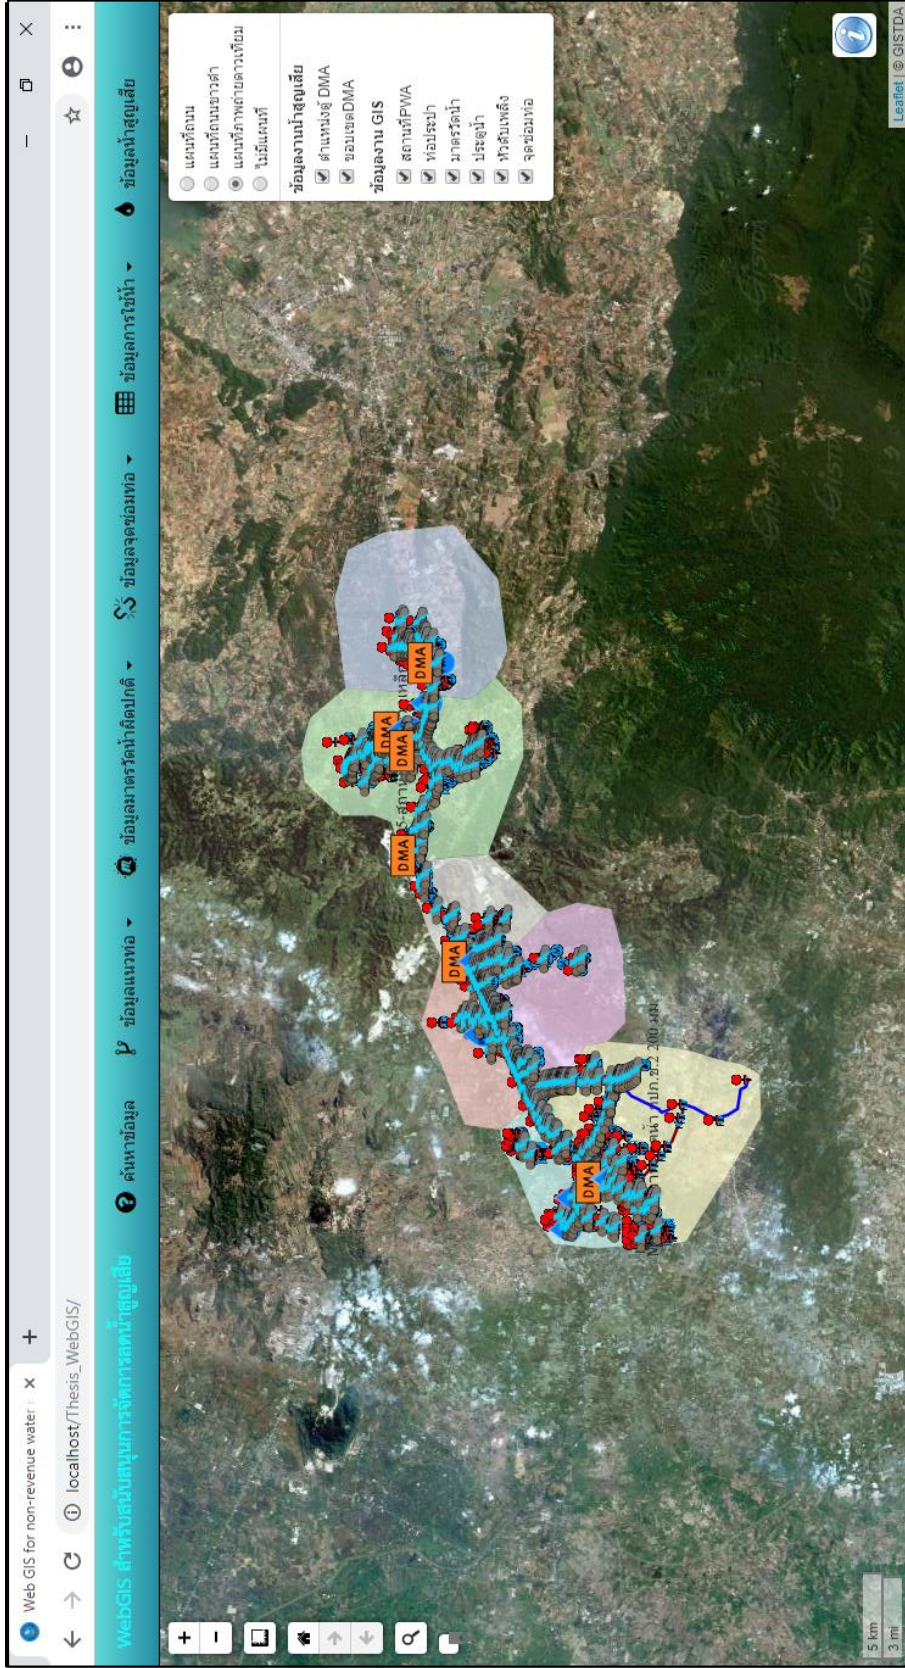 Web GIS for non-revenue water
localhost/Thesis_WebGIS/
WebGIS สำหรับสนับสนุนการจัดการลดน้ำสูญเสีย
ค้นหาข้อมูล
ข้อมูลแนวท่อ
ข้อมูลมาตรวัดน้ำผิดปกติ
ข้อมูลจุดซ่อมท่อ
ข้อมูลการใช้น้ำ
ข้อมูลน้ำสูญเสีย
แผนที่ถนน
แผนที่ถนนขาวดำ
แผนที่ภาพถ่ายดาวเทียม
ไม่มีแผนที่
ข้อมูลงานน้ำสูญเสีย
ตำแหน่งตู้ DMA
ขอบเขตDMA
ข้อมูลงาน GIS
สถานที่PWA
ท่อประปา
มาตรวัดน้ำ
ประตูน้ำ
หัวดับเพลิง
จุดซ่อมท่อ
DMA
DMA
DMA
DMA
DMA
DMA
กปภ.ข.2 200 มม
5 km
3 mi
Leaflet | © GISTDA